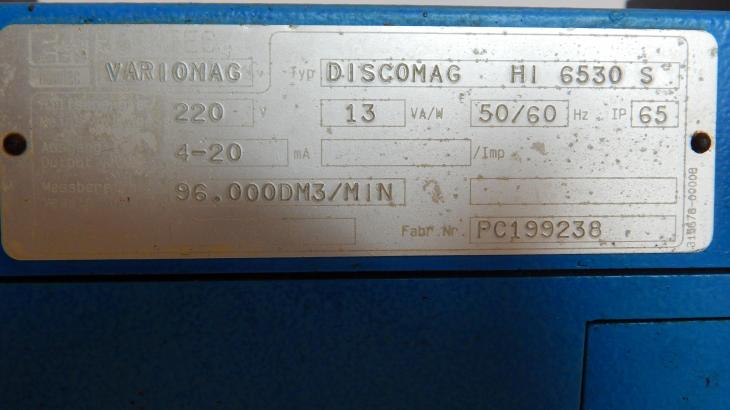 VARIOMAG Typ DISCOMAG HI 6530 S
220 V 13 VA/W 50/60 Hz IP 65
4-20 mA /Imp
96.000DM3/MIN
Fabr.Nr. PC199238